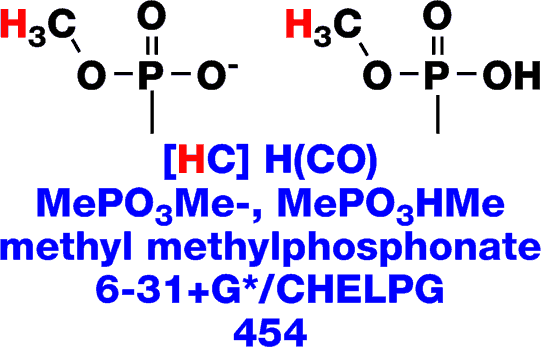 H₃C O H₃C O
O P O⁻ O P OH
[HC] H(CO)
MePO₃Me-, MePO₃HMe
methyl methylphosphonate
6-31+G*/CHELPG
454